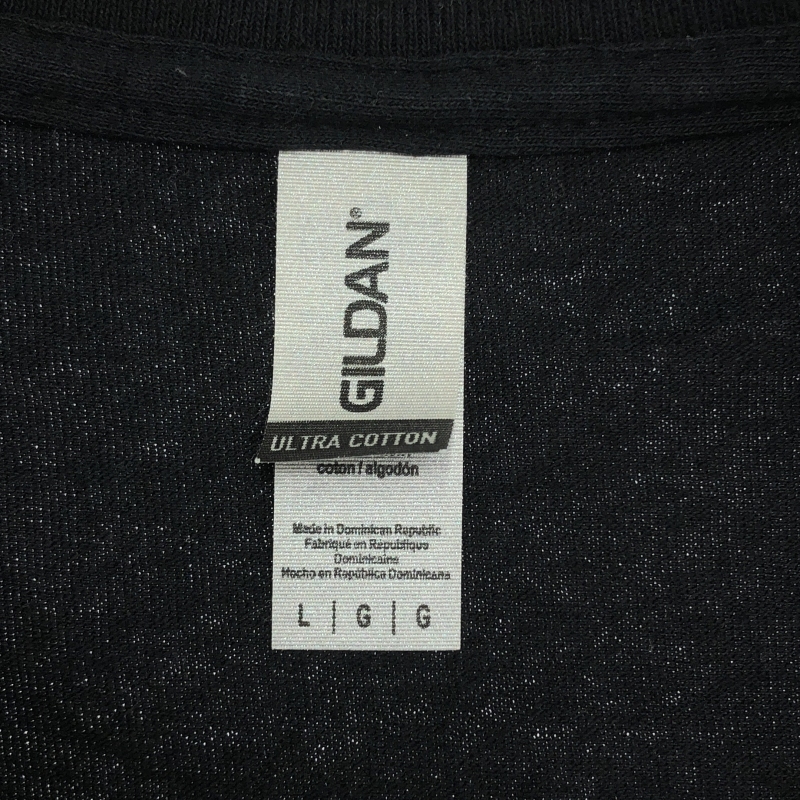 GILDAN®
ULTRA COTTON
coton / algodón
Made in Dominican Republic
Fabriqué en République
Dominicaine
Hecho en República Dominicana
L | G | G